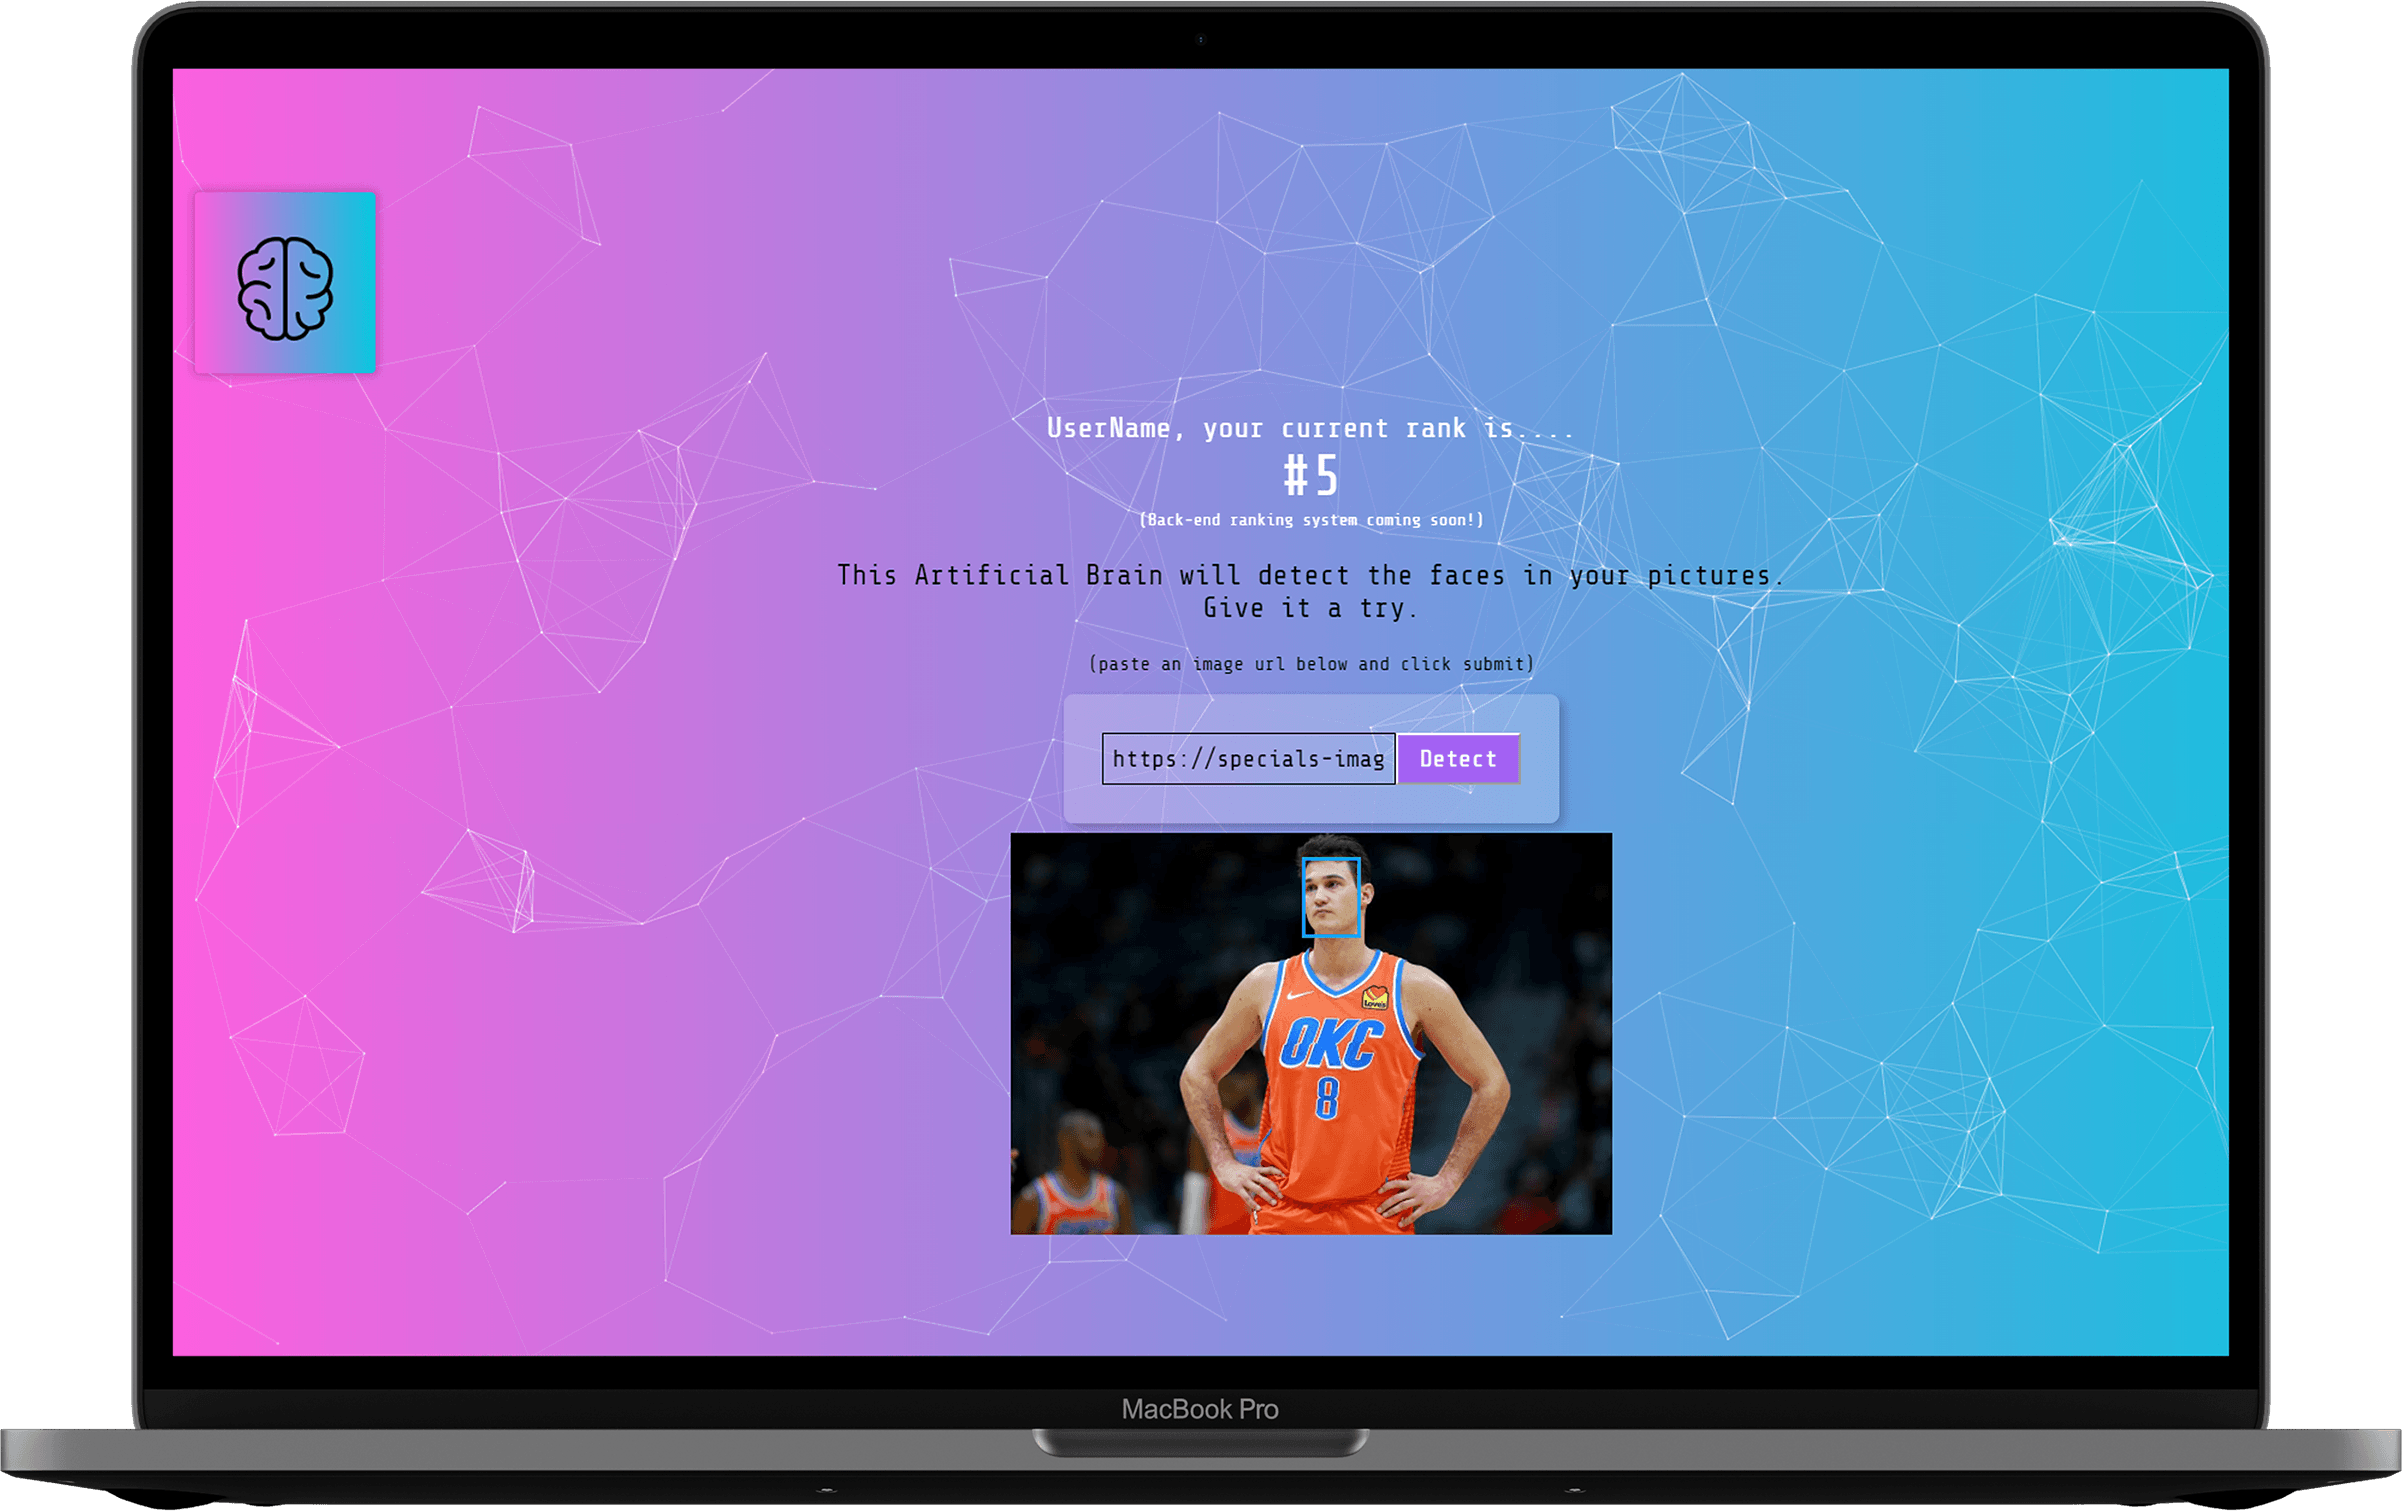 UserName, your current rank is....
#5
(Back-end ranking system coming soon!)
This Artificial Brain will detect the faces in your pictures.
Give it a try.
(paste an image url below and click submit)
https://specials-imag
Detect
Love's
OKC
8
MacBook Pro